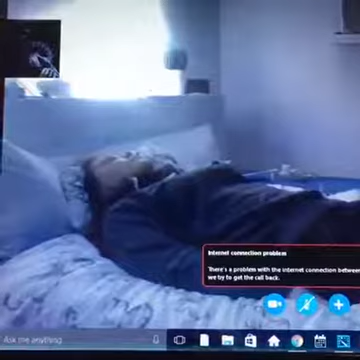 Internet connection problem
There's a problem with the internet connection between
we try to get the call back.
Ask me anything